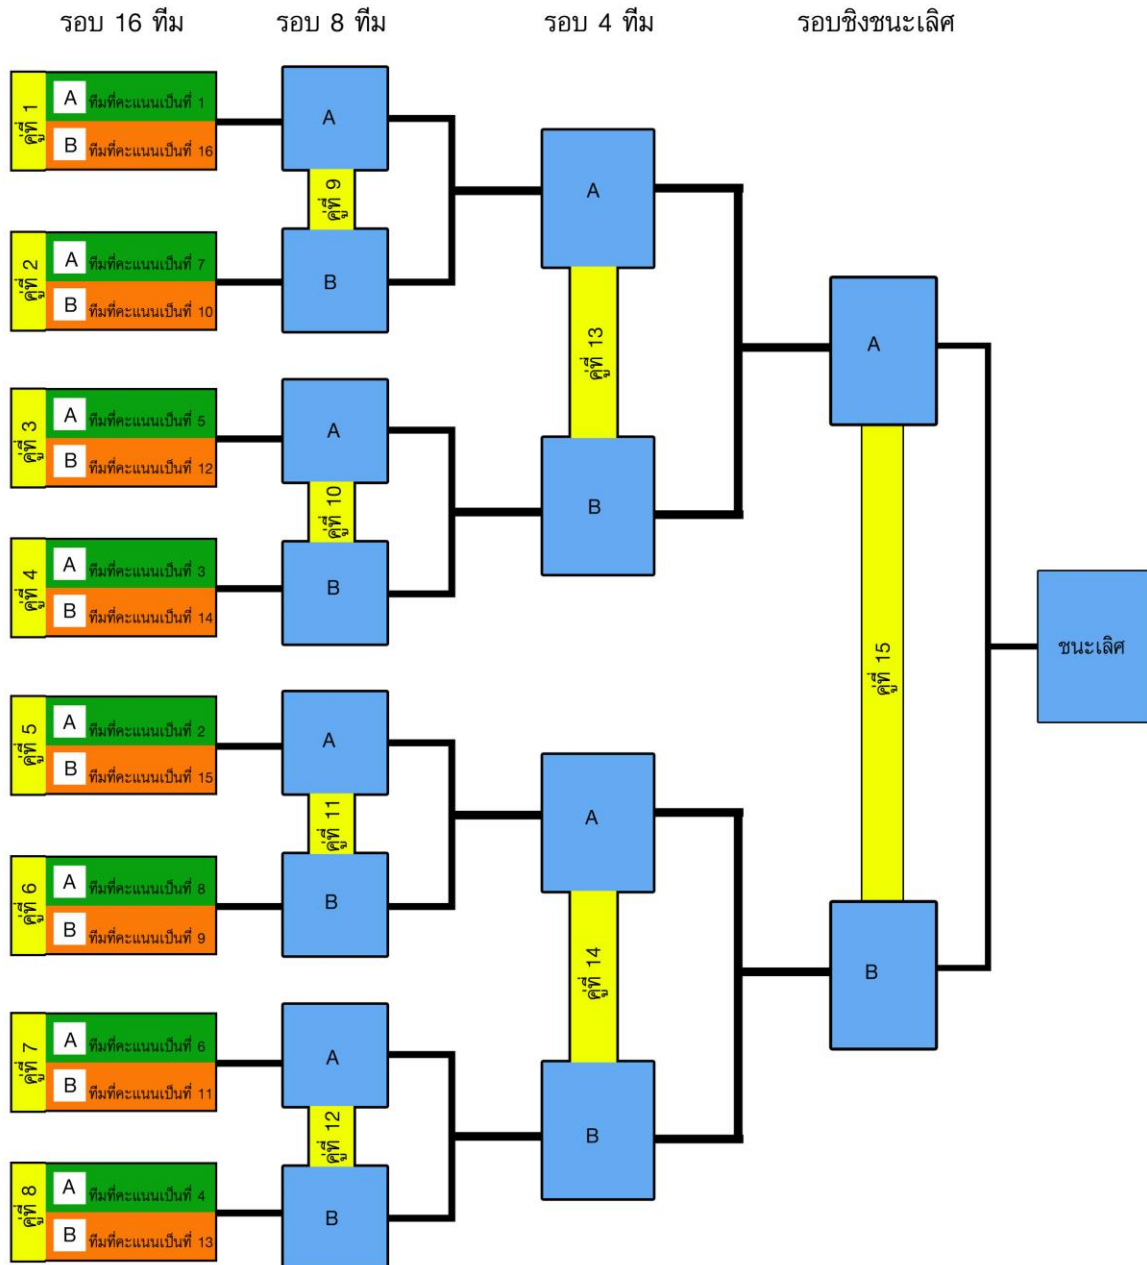 รอบ 16 ทีม
รอบ 8 ทีม
รอบ 4 ทีม
รอบชิงชนะเลิศ
คู่ที่ 1
A ทีมที่คะแนนเป็นที่ 1
B ทีมที่คะแนนเป็นที่ 16
คู่ที่ 2
A ทีมที่คะแนนเป็นที่ 7
B ทีมที่คะแนนเป็นที่ 10
คู่ที่ 3
A ทีมที่คะแนนเป็นที่ 5
B ทีมที่คะแนนเป็นที่ 12
คู่ที่ 4
A ทีมที่คะแนนเป็นที่ 3
B ทีมที่คะแนนเป็นที่ 14
คู่ที่ 5
A ทีมที่คะแนนเป็นที่ 2
B ทีมที่คะแนนเป็นที่ 15
คู่ที่ 6
A ทีมที่คะแนนเป็นที่ 8
B ทีมที่คะแนนเป็นที่ 9
คู่ที่ 7
A ทีมที่คะแนนเป็นที่ 6
B ทีมที่คะแนนเป็นที่ 11
คู่ที่ 8
A ทีมที่คะแนนเป็นที่ 4
B ทีมที่คะแนนเป็นที่ 13
A
คู่ที่ 9
B
A
คู่ที่ 10
B
A
คู่ที่ 11
B
A
คู่ที่ 12
B
A
คู่ที่ 13
B
A
คู่ที่ 14
B
A
คู่ที่ 15
B
ชนะเลิศ